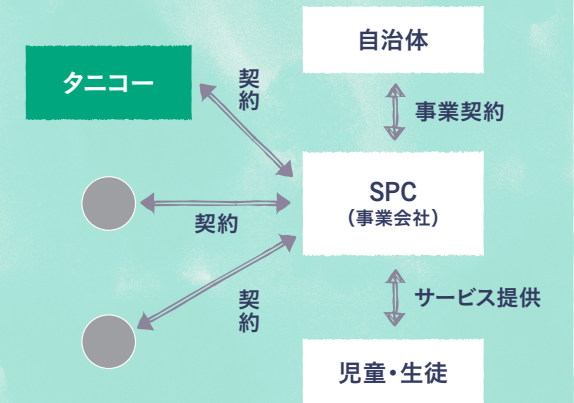 自治体
タニコー
契約
事業契約
SPC
（事業会社）
契約
契約
サービス提供
児童・生徒